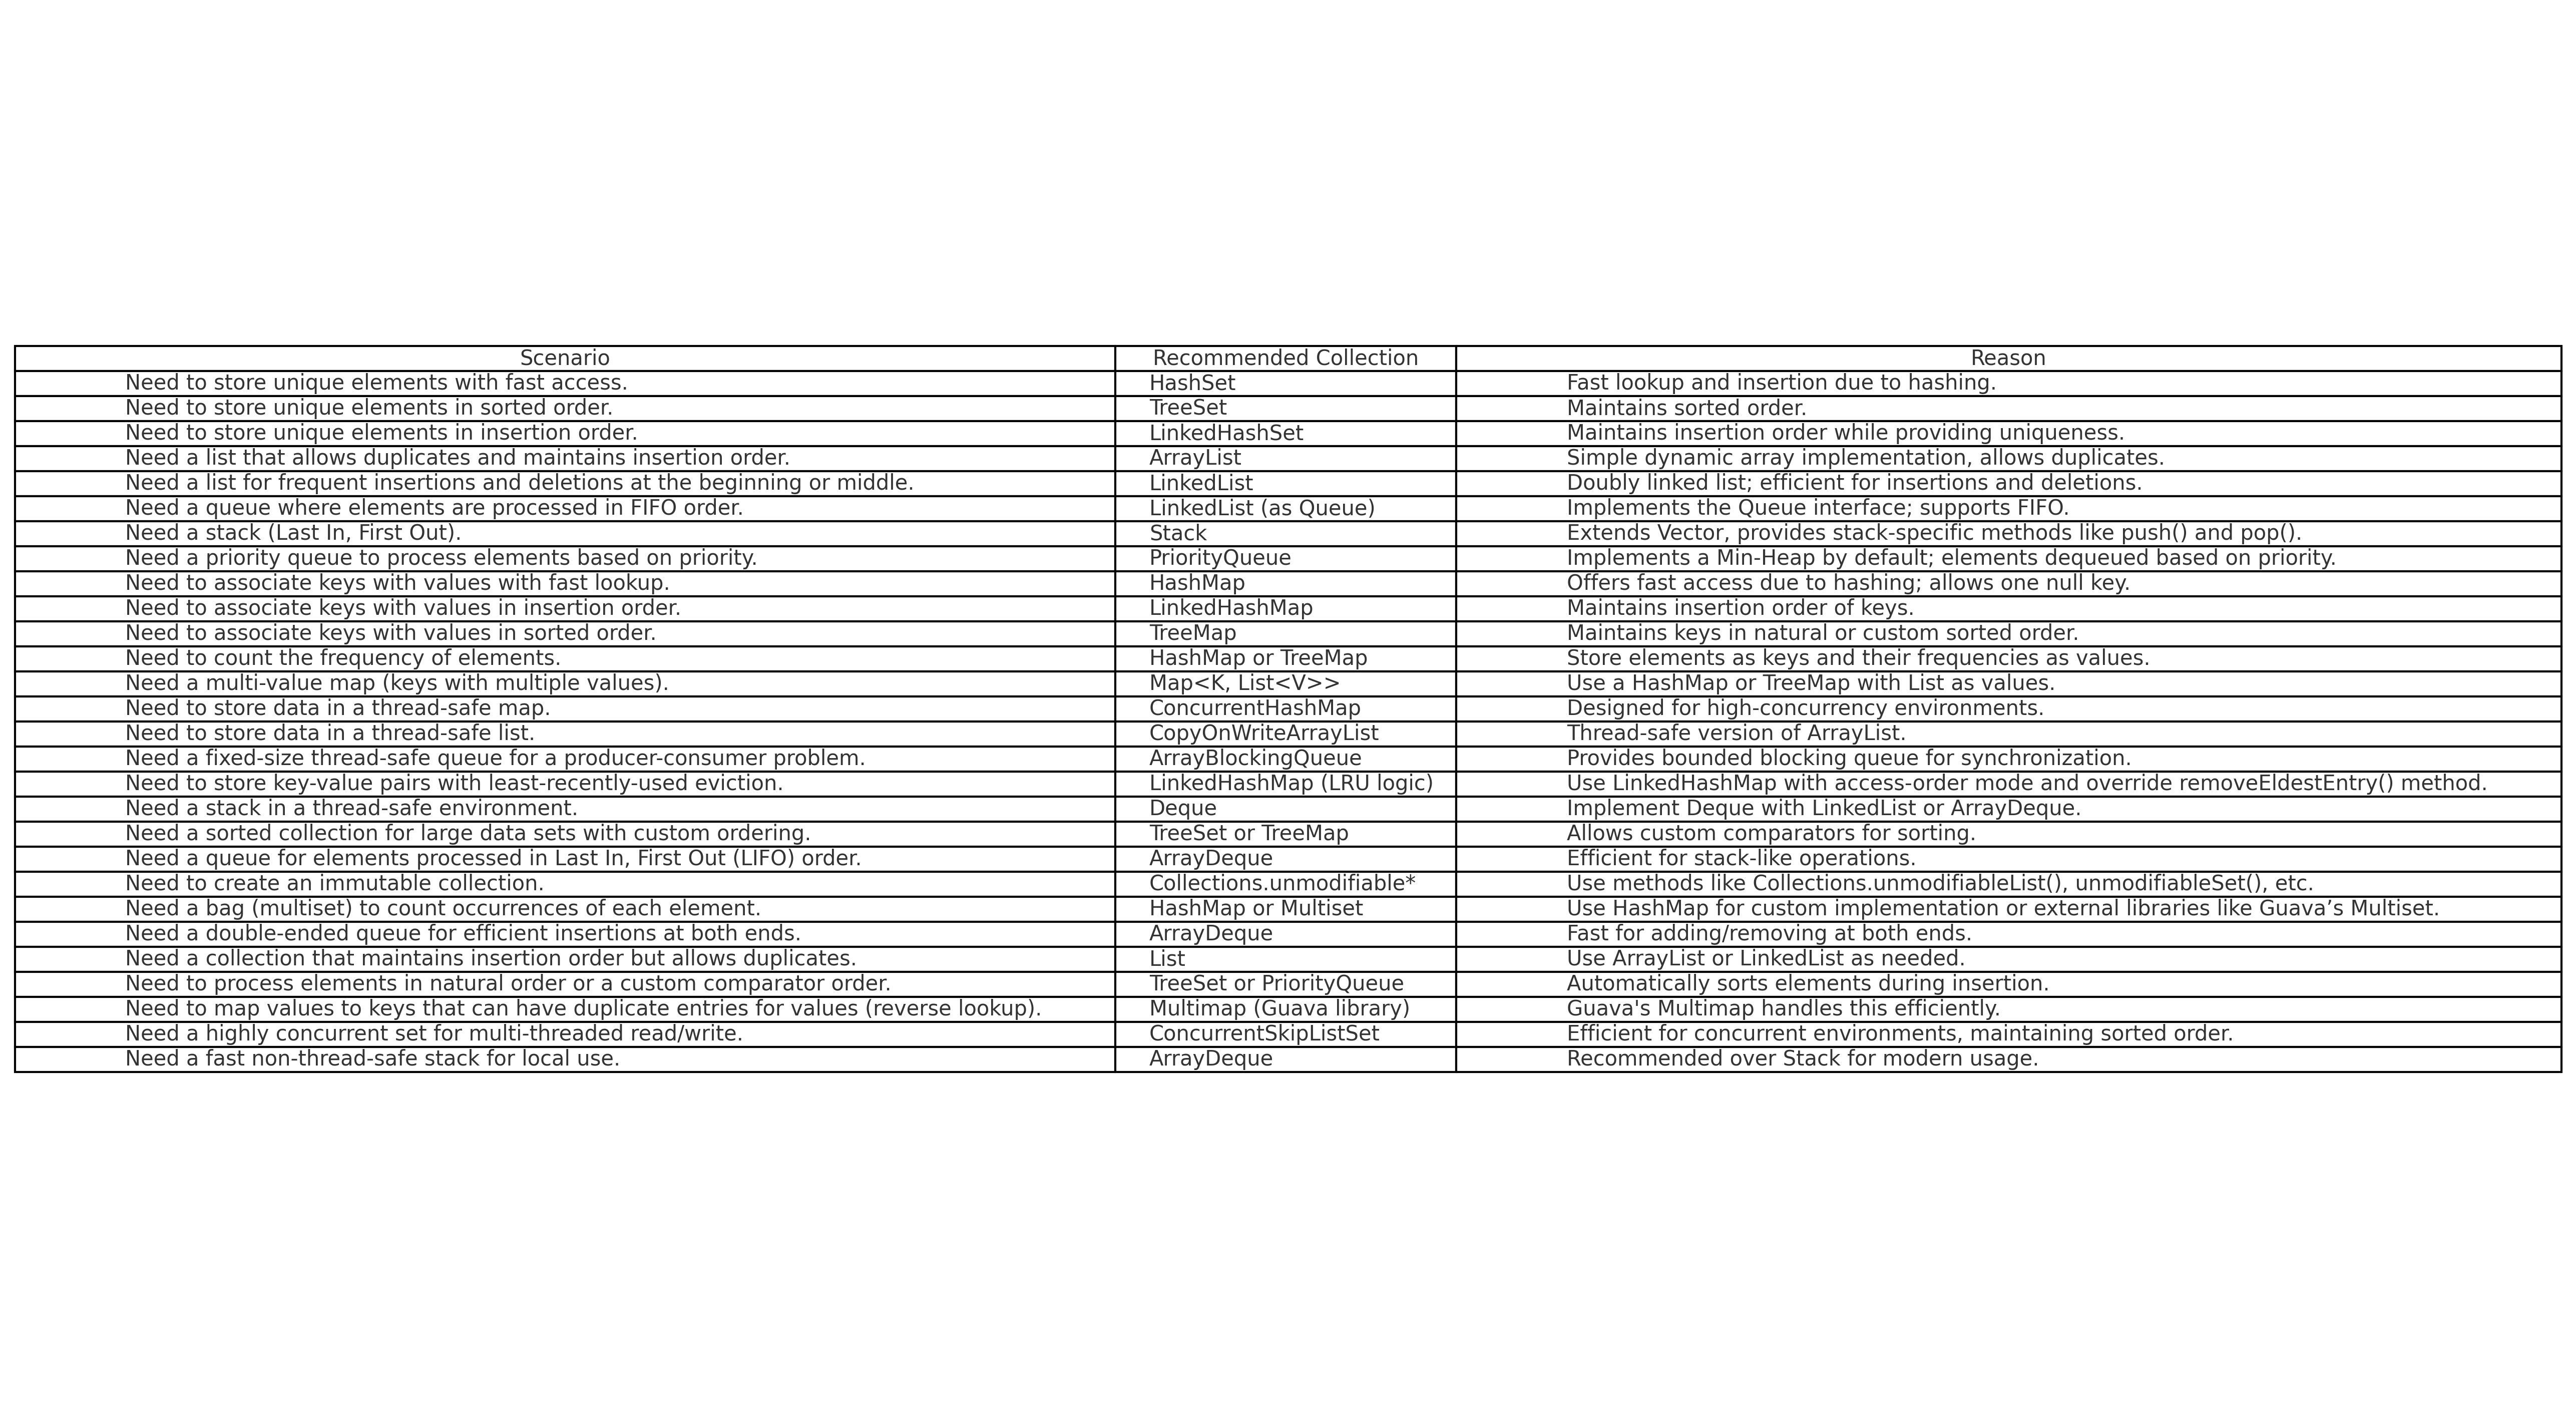 Scenario Recommended Collection Reason
Need to store unique elements with fast access. HashSet Fast lookup and insertion due to hashing.
Need to store unique elements in sorted order. TreeSet Maintains sorted order.
Need to store unique elements in insertion order. LinkedHashSet Maintains insertion order while providing uniqueness.
Need a list that allows duplicates and maintains insertion order. ArrayList Simple dynamic array implementation, allows duplicates.
Need a list for frequent insertions and deletions at the beginning or middle. LinkedList Doubly linked list; efficient for insertions and deletions.
Need a queue where elements are processed in FIFO order. LinkedList (as Queue) Implements the Queue interface; supports FIFO.
Need a stack (Last In, First Out). Stack Extends Vector, provides stack-specific methods like push() and pop().
Need a priority queue to process elements based on priority. PriorityQueue Implements a Min-Heap by default; elements dequeued based on priority.
Need to associate keys with values with fast lookup. HashMap Offers fast access due to hashing; allows one null key.
Need to associate keys with values in insertion order. LinkedHashMap Maintains insertion order of keys.
Need to associate keys with values in sorted order. TreeMap Maintains keys in natural or custom sorted order.
Need to count the frequency of elements. HashMap or TreeMap Store elements as keys and their frequencies as values.
Need a multi-value map (keys with multiple values). Map<K, List<V>> Use a HashMap or TreeMap with List as values.
Need to store data in a thread-safe map. ConcurrentHashMap Designed for high-concurrency environments.
Need to store data in a thread-safe list. CopyOnWriteArrayList Thread-safe version of ArrayList.
Need a fixed-size thread-safe queue for a producer-consumer problem. ArrayBlockingQueue Provides bounded blocking queue for synchronization.
Need to store key-value pairs with least-recently-used eviction. LinkedHashMap (LRU logic) Use LinkedHashMap with access-order mode and override removeEldestEntry() method.
Need a stack in a thread-safe environment. Deque Implement Deque with LinkedList or ArrayDeque.
Need a sorted collection for large data sets with custom ordering. TreeSet or TreeMap Allows custom comparators for sorting.
Need a queue for elements processed in Last In, First Out (LIFO) order. ArrayDeque Efficient for stack-like operations.
Need to create an immutable collection. Collections.unmodifiable* Use methods like Collections.unmodifiableList(), unmodifiableSet(), etc.
Need a bag (multiset) to count occurrences of each element. HashMap or Multiset Use HashMap for custom implementation or external libraries like Guava’s Multiset.
Need a double-ended queue for efficient insertions at both ends. ArrayDeque Fast for adding/removing at both ends.
Need a collection that maintains insertion order but allows duplicates. List Use ArrayList or LinkedList as needed.
Need to process elements in natural order or a custom comparator order. TreeSet or PriorityQueue Automatically sorts elements during insertion.
Need to map values to keys that can have duplicate entries for values (reverse lookup). Multimap (Guava library) Guava's Multimap handles this efficiently.
Need a highly concurrent set for multi-threaded read/write. ConcurrentSkipListSet Efficient for concurrent environments, maintaining sorted order.
Need a fast non-thread-safe stack for local use. ArrayDeque Recommended over Stack for modern usage.